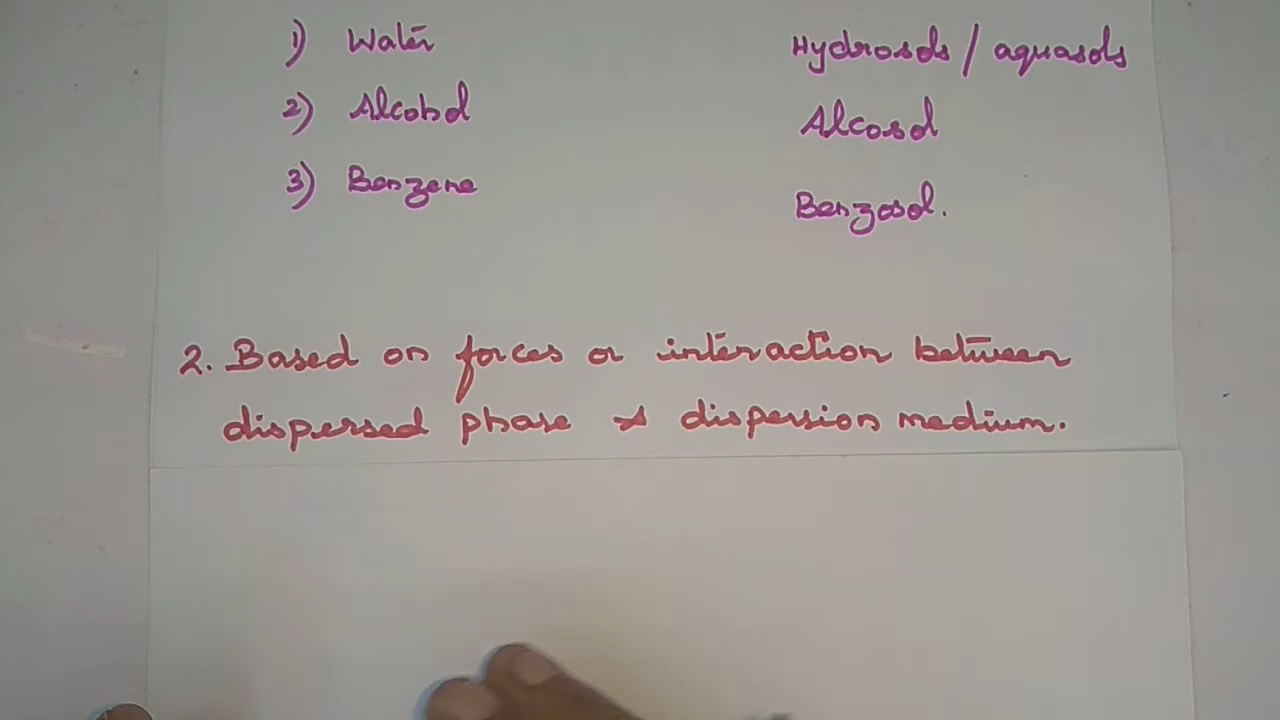 1) Water Hydrosols / aquasols
2) Alcohol Alcosol
3) Benzene Benzosol.
2. Based on forces or interaction between
dispersed phase & dispersion medium.